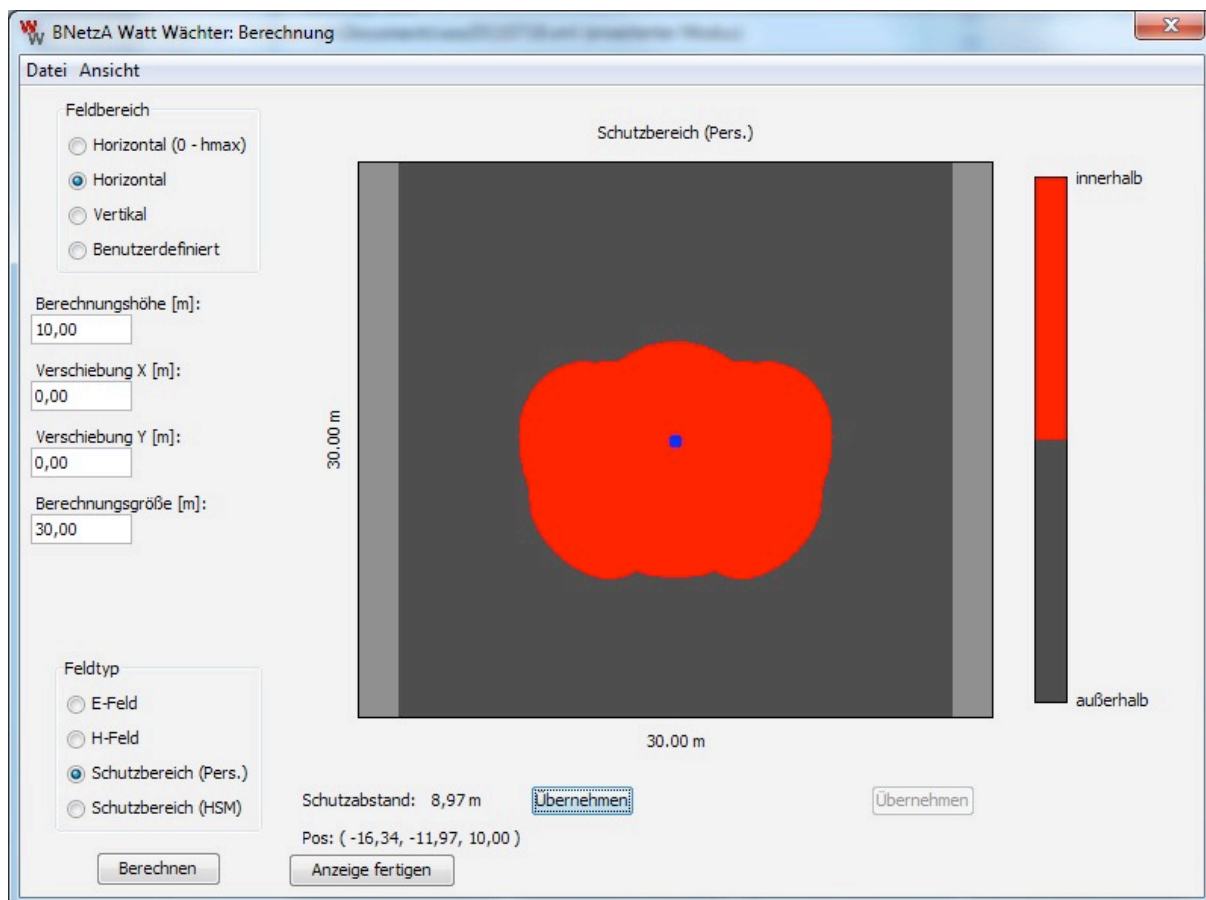 BNetzA Watt Wächter: Berechnung
Datei Ansicht
Feldbereich
Horizontal (0 - hmax)
Horizontal
Vertikal
Benutzerdefiniert
Berechnungshöhe [m]:
10,00
Verschiebung X [m]:
0,00
Verschiebung Y [m]:
0,00
Berechnungsgröße [m]:
30,00
Feldtyp
E-Feld
H-Feld
Schutzbereich (Pers.)
Schutzbereich (HSM)
Berechnen
Schutzbereich (Pers.)
30.00 m
30.00 m
innerhalb
außerhalb
Schutzabstand: 8,97 m
Übernehmen
Übernehmen
Pos: ( -16,34, -11,97, 10,00 )
Anzeige fertigen